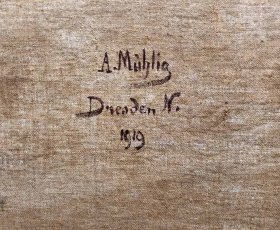 A. Mühlig
Dresden N.
1919